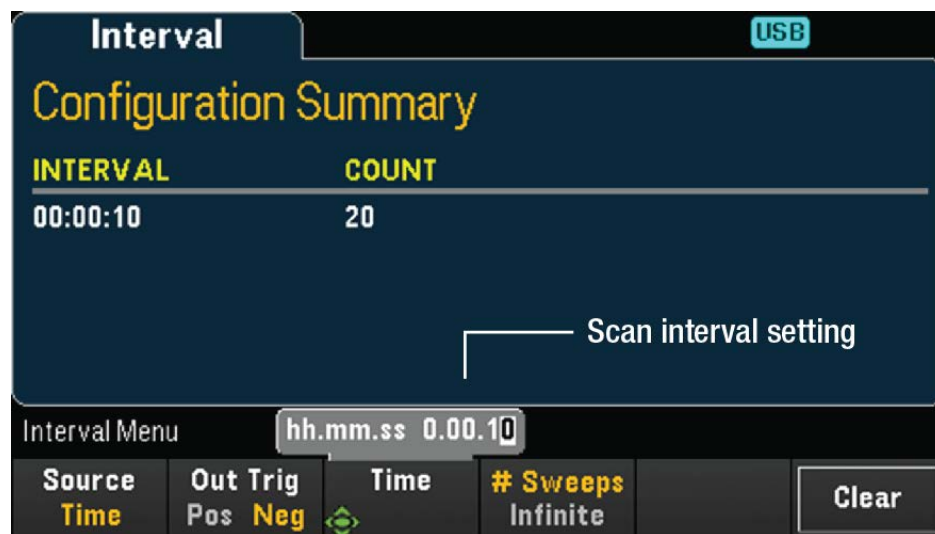 Interval USB
Configuration Summary
INTERVAL COUNT
00:00:10 20
Scan interval setting
Interval Menu hh.mm.ss 0.00.10
Source Out Trig Time # Sweeps Clear
Time Pos Neg Infinite